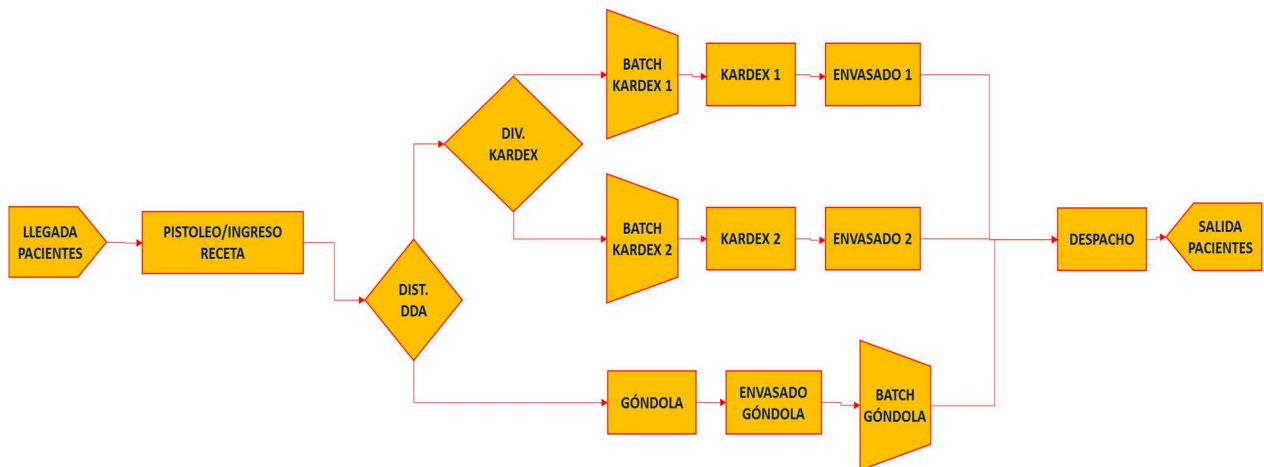 LLEGADA
PACIENTES
PISTOLEO/INGRESO
RECETA
DIST.
DDA
DIV.
KARDEX
BATCH
KARDEX 1
KARDEX 1
ENVASADO 1
BATCH
KARDEX 2
KARDEX 2
ENVASADO 2
GÓNDOLA
ENVASADO
GÓNDOLA
BATCH
GÓNDOLA
DESPACHO
SALIDA
PACIENTES